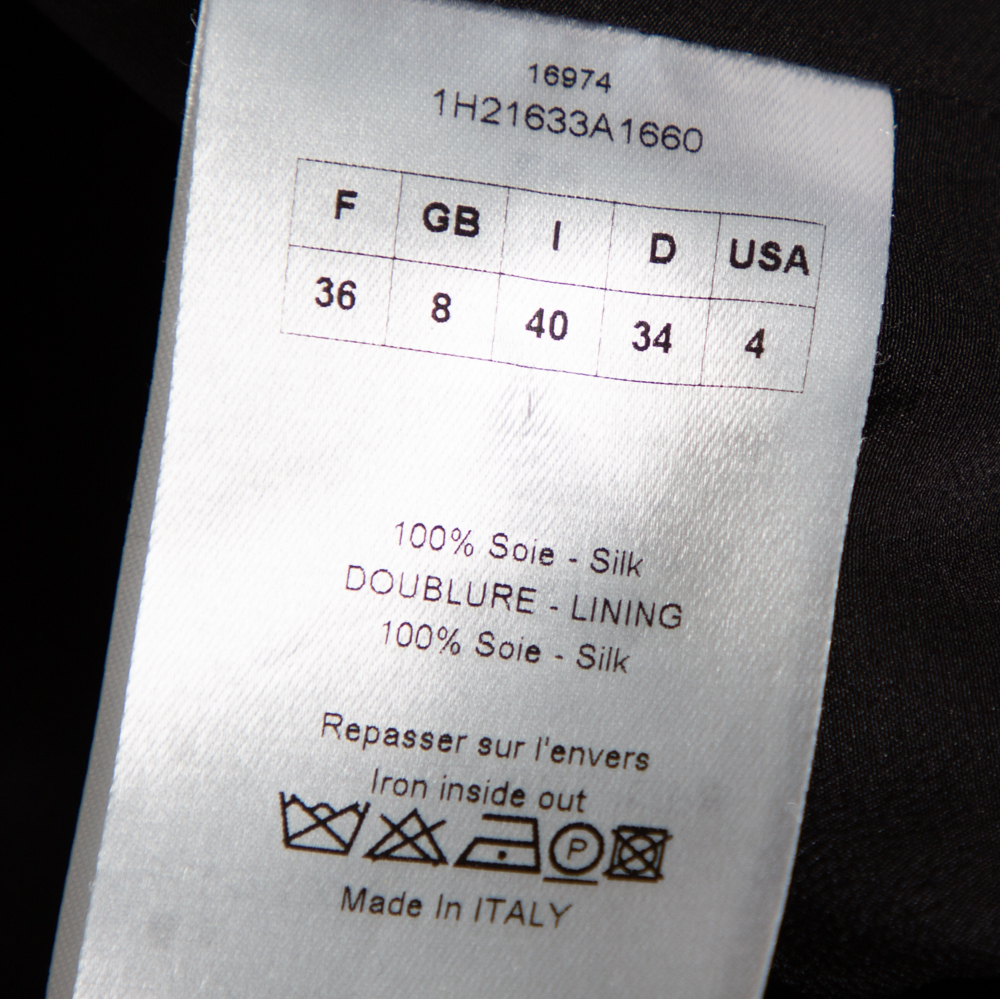 16974
1H21633A1660
F GB I D USA
36 8 40 34 4
100% Soie - Silk
DOUBLURE - LINING
100% Soie - Silk
Repasser sur l'envers
Iron inside out
P
Made In ITALY